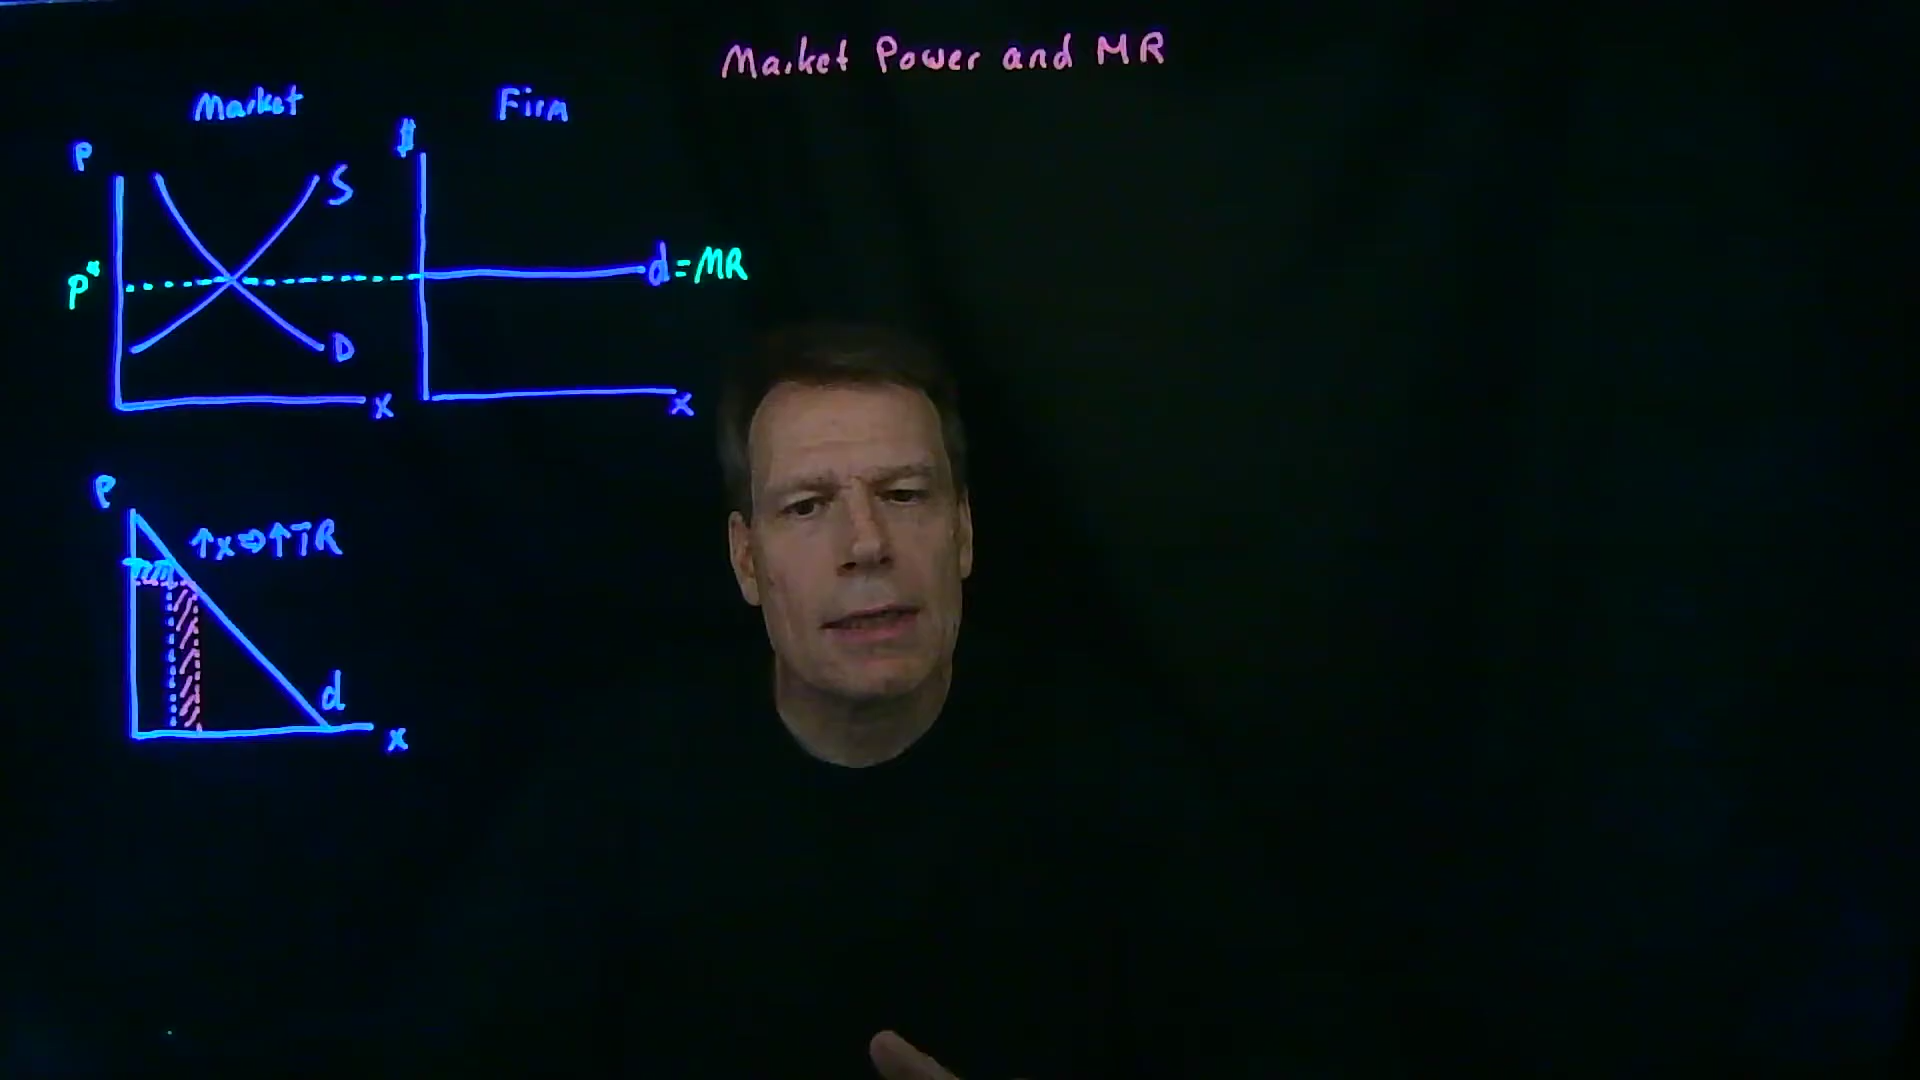 Market Power and MR
Market
Firm
P
$
S
P*
d = MR
D
x
x
P
↑x⇒↑TR
d
x